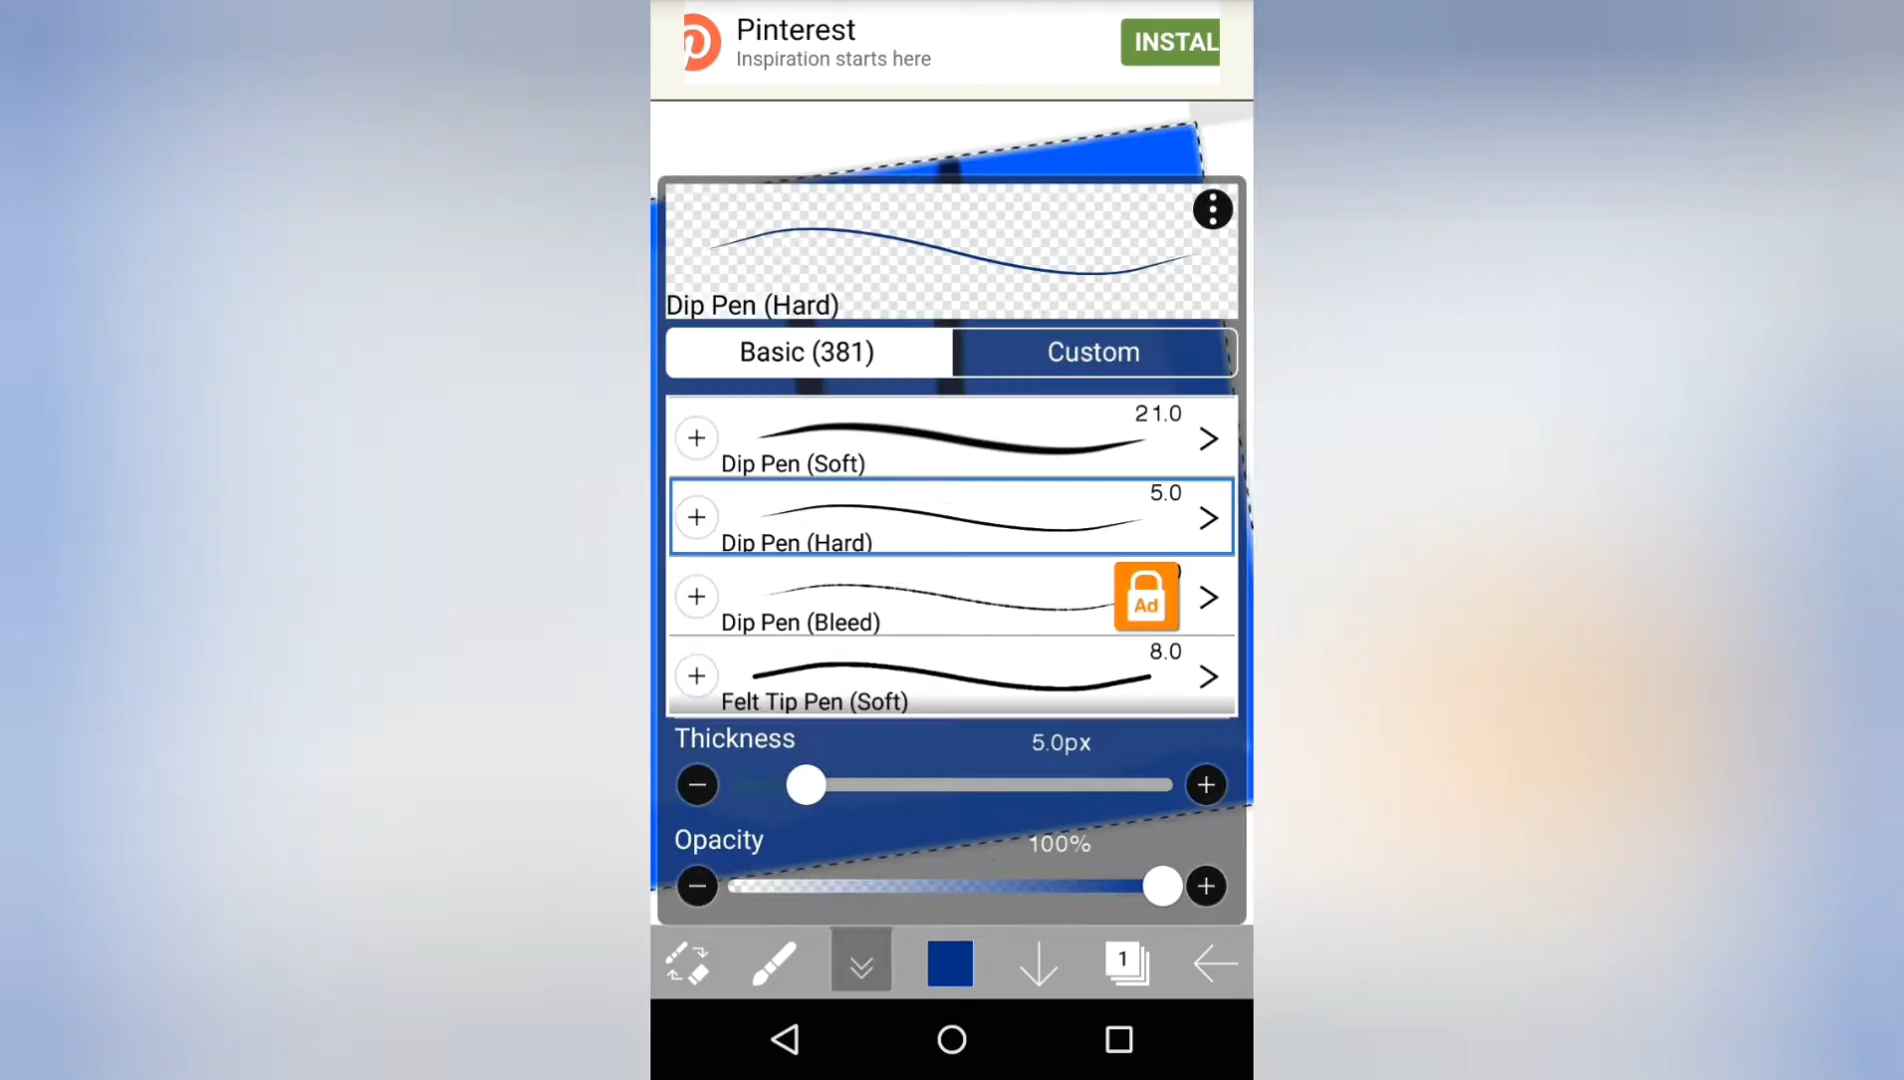 Pinterest
Inspiration starts here
INSTAL
Dip Pen (Hard)
Basic (381)
Custom
21.0
Dip Pen (Soft)
5.0
Dip Pen (Hard)
Ad
Dip Pen (Bleed)
8.0
Felt Tip Pen (Soft)
Thickness
5.0px
Opacity
100%
1